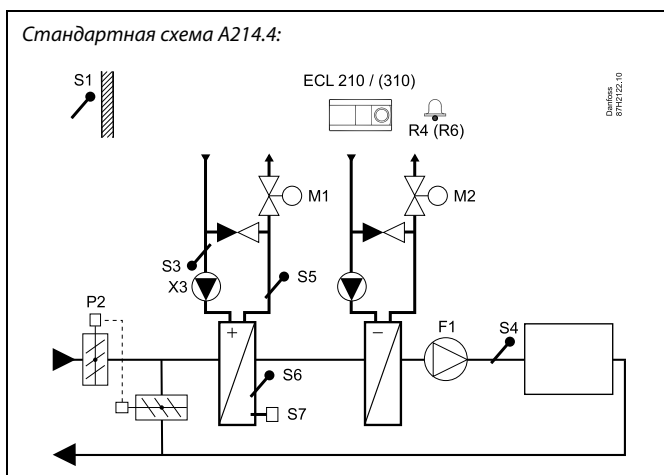 Стандартная схема A214.4:
S1
ECL 210 / (310)
R4 (R6)
Danfoss
87H2122.10
M1
M2
S3
X3
S5
P2
F1
S4
+
−
S6
S7